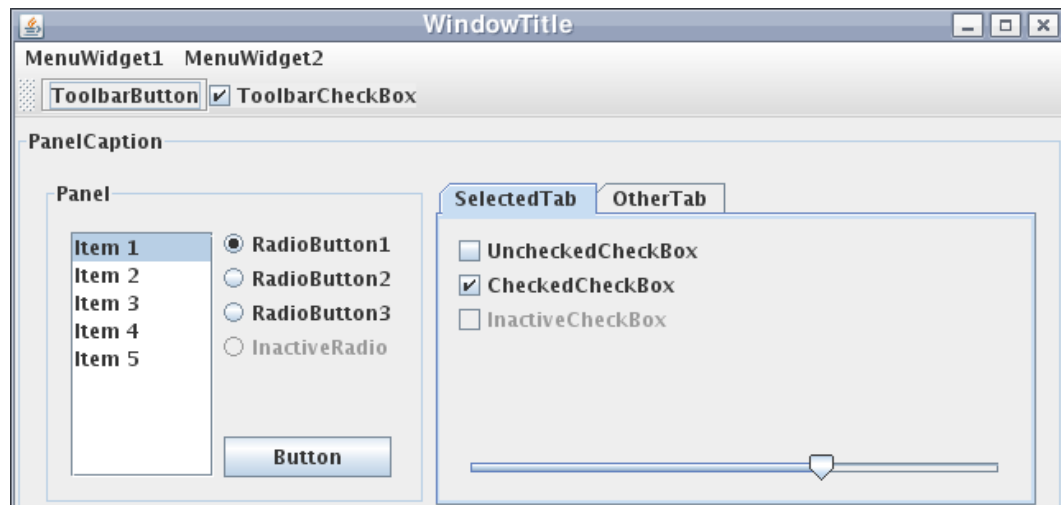 WindowTitle
MenuWidget1 MenuWidget2
ToolbarButton ToolbarCheckBox
PanelCaption
Panel
Item 1
Item 2
Item 3
Item 4
Item 5
RadioButton1
RadioButton2
RadioButton3
InactiveRadio
Button
SelectedTab OtherTab
UncheckedCheckBox
CheckedCheckBox
InactiveCheckBox